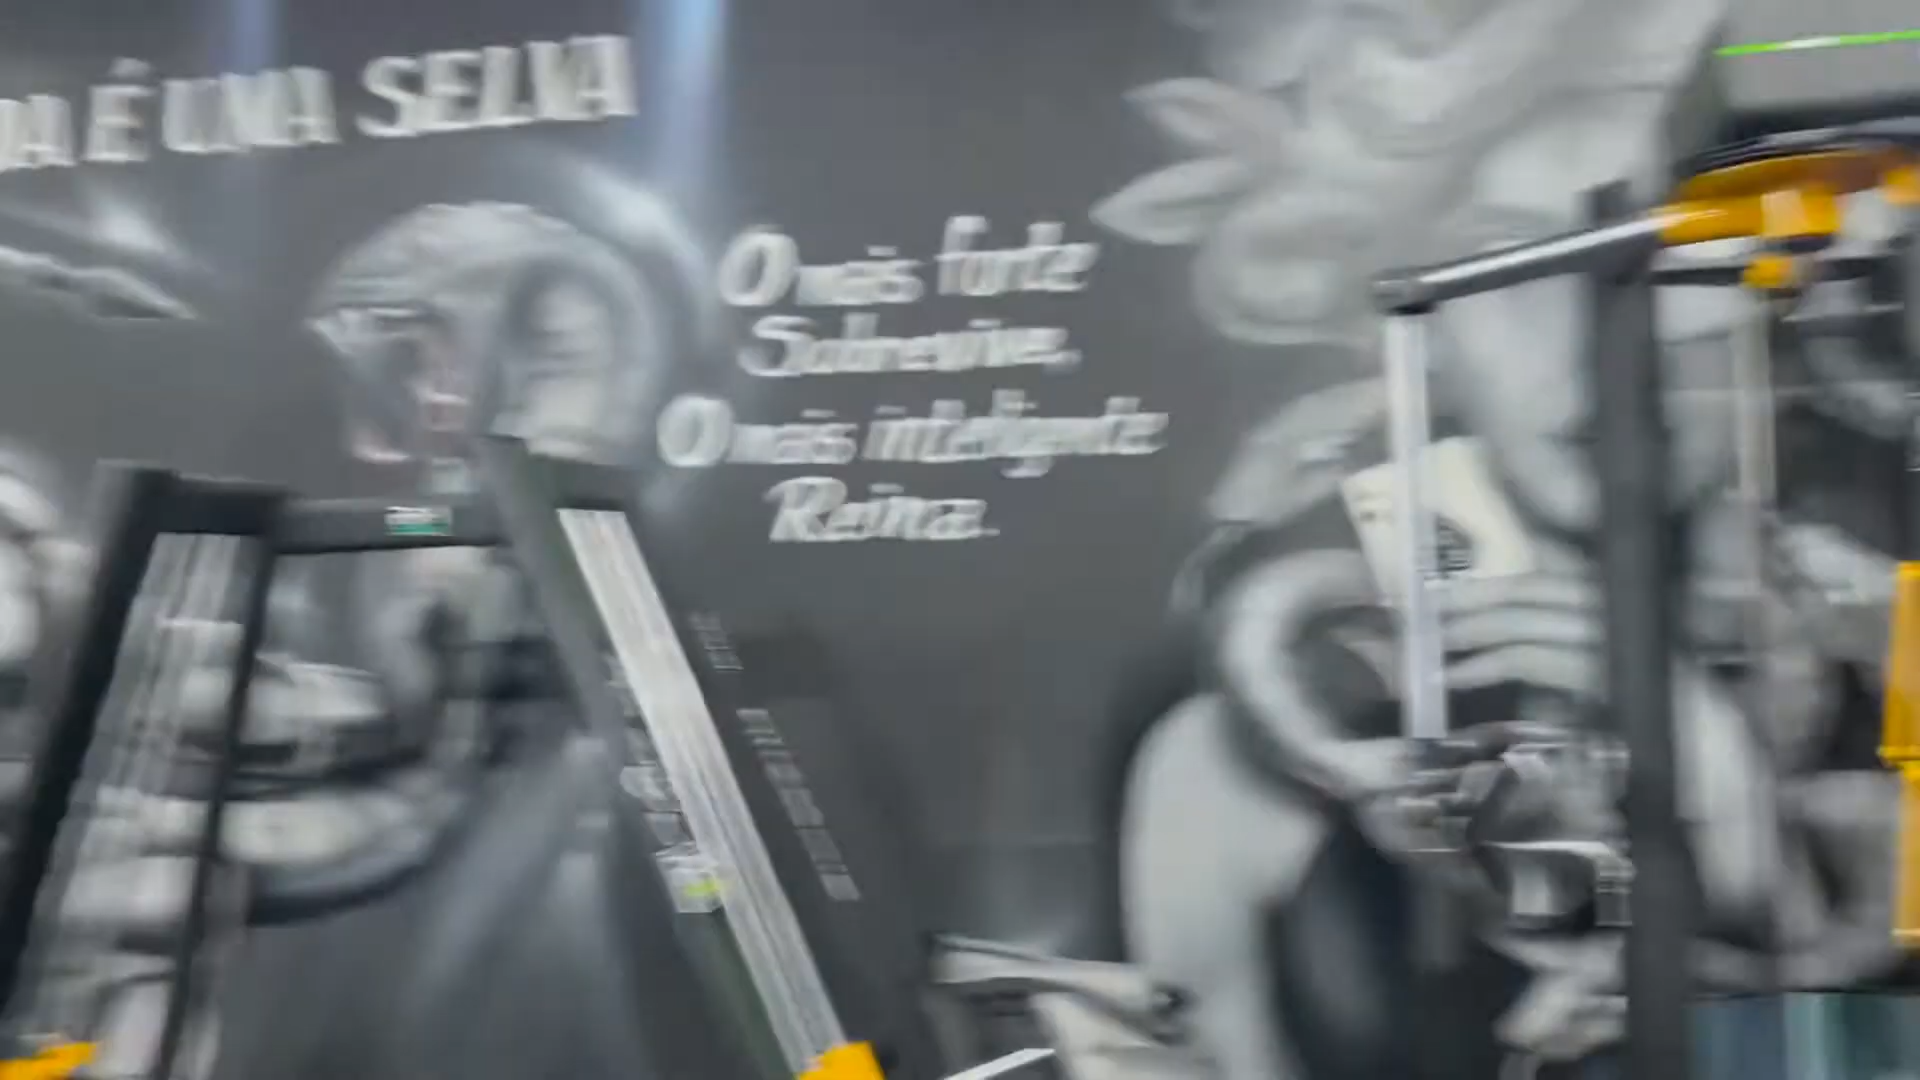 É UMA SELVA
O mais forte
Sobrevive.
O mais inteligente
Reina.